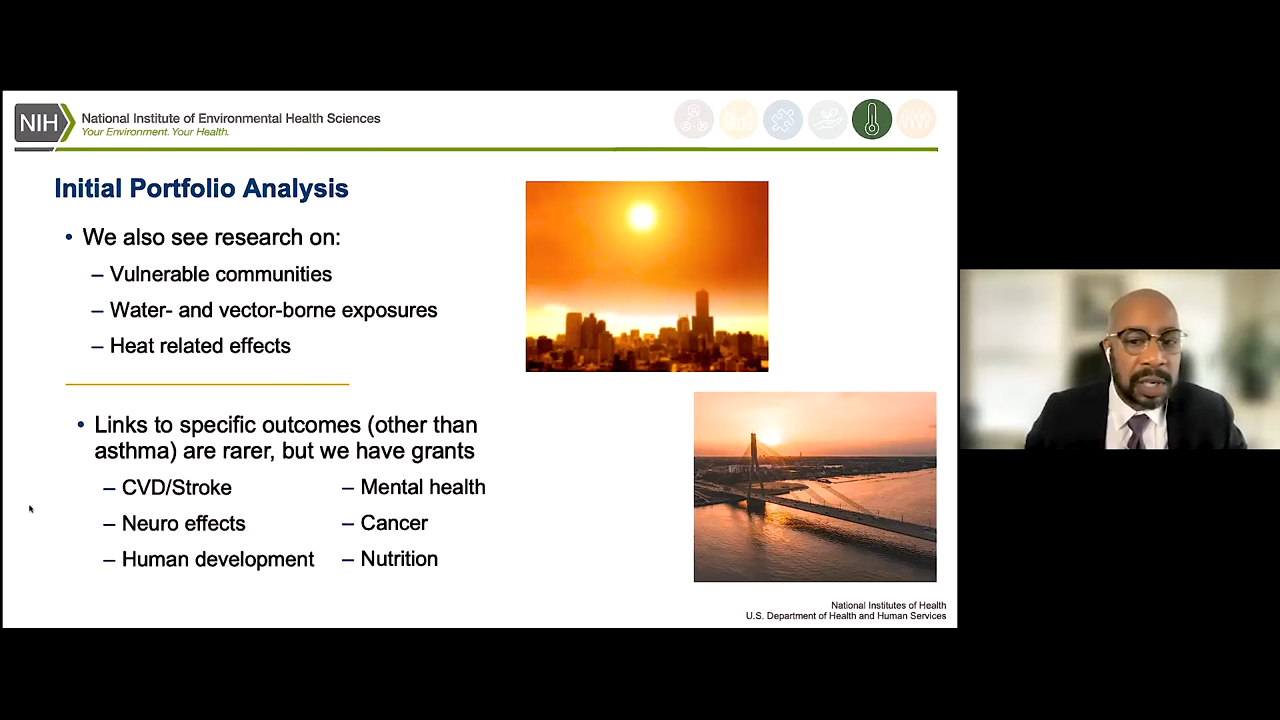 NIH
National Institute of Environmental Health Sciences
Your Environment. Your Health.
Initial Portfolio Analysis
• We also see research on:
– Vulnerable communities
– Water- and vector-borne exposures
– Heat related effects
• Links to specific outcomes (other than
asthma) are rarer, but we have grants
– CVD/Stroke
– Neuro effects
– Human development
– Mental health
– Cancer
– Nutrition
National Institutes of Health
U.S. Department of Health and Human Services